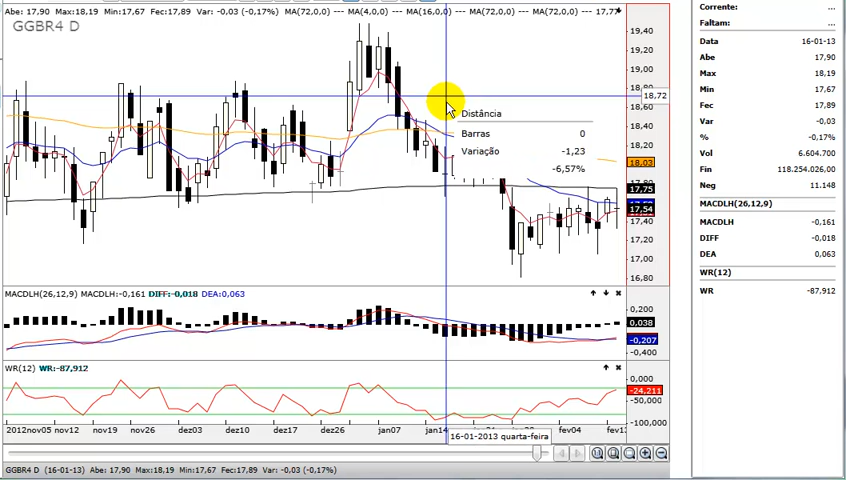 Abe: 17,90 Max:18,19 Min:17,67 Fec:17,89 Var: -0,03 (-0,17%) MA(72,0,0) --- MA(4,0,0) --- MA(16,0,0) --- MA(72,0,0) --- MA(72,0,0) --- 17,77
GGBR4 D
19,40
19,20
19,00
18,80
18,72
18,60
18,40
18,20
18,03
17,75
17,54
17,40
17,20
17,00
16,80
Distância
Barras 0
Variação -1,23
-6,57%
MACDLH(26,12,9) MACDLH:-0,161 DIFF:-0,018 DEA:0,063
0,200
0,038
-0,207
-0,400
WR(12) WR:-87,912
0,000
-24,211
-50,000
-100,000
2012nov05 nov12 nov19 nov26 dez03 dez10 dez17 dez26 jan07 jan14 fev04
16-01-2013 quarta-feira
GGBR4 D (16-01-13) Abe: 17,90 Max:18,19 Min:17,67 Fec:17,89 Var: -0,03 (-0,17%)
Corrente: ...
Faltam: ...
Data 16-01-13
Abe 17,90
Max 18,19
Min 17,67
Fec 17,89
Var -0,03
% -0,17%
Vol 6.604.700
Fin 118.254.026,00
Neg 11.148
MACDLH(26,12,9)
MACDLH -0,161
DIFF -0,018
DEA 0,063
WR(12)
WR -87,912